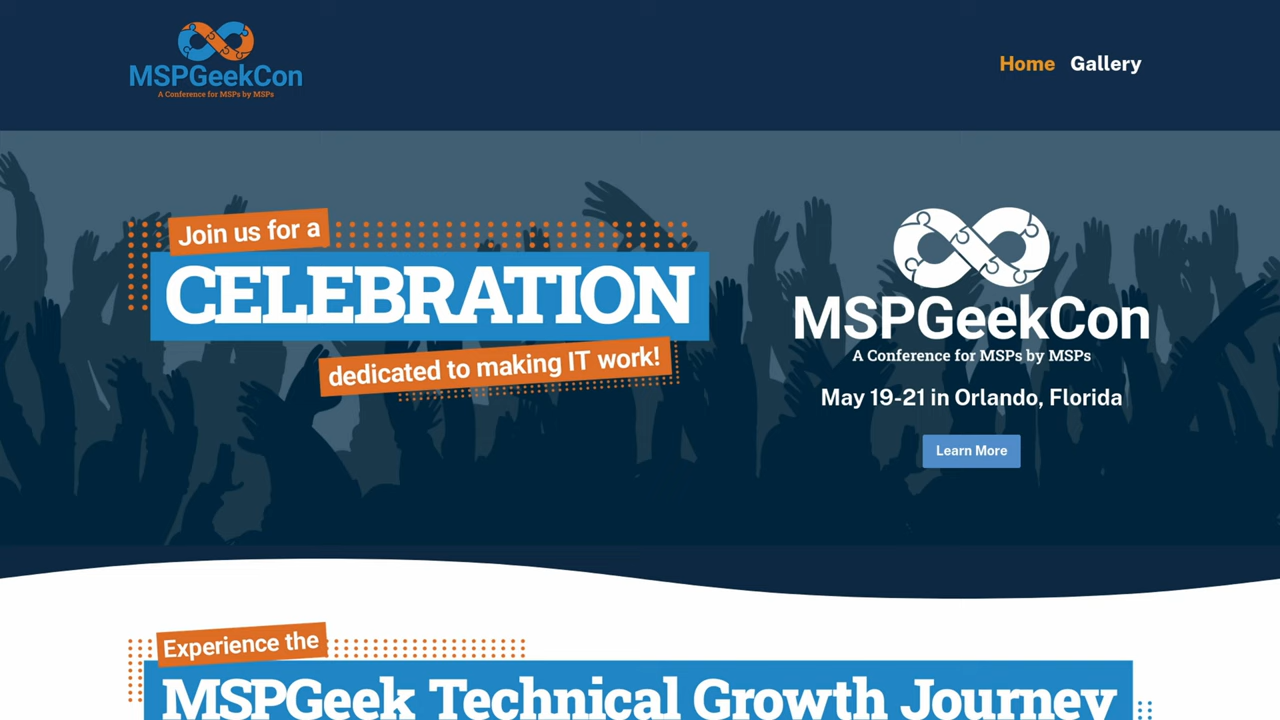 MSPGeekCon
A Conference for MSPs by MSPs
Home Gallery
Join us for a
CELEBRATION
dedicated to making IT work!
MSPGeekCon
A Conference for MSPs by MSPs
May 19-21 in Orlando, Florida
Learn More
Experience the
MSPGeek Technical Growth Journey